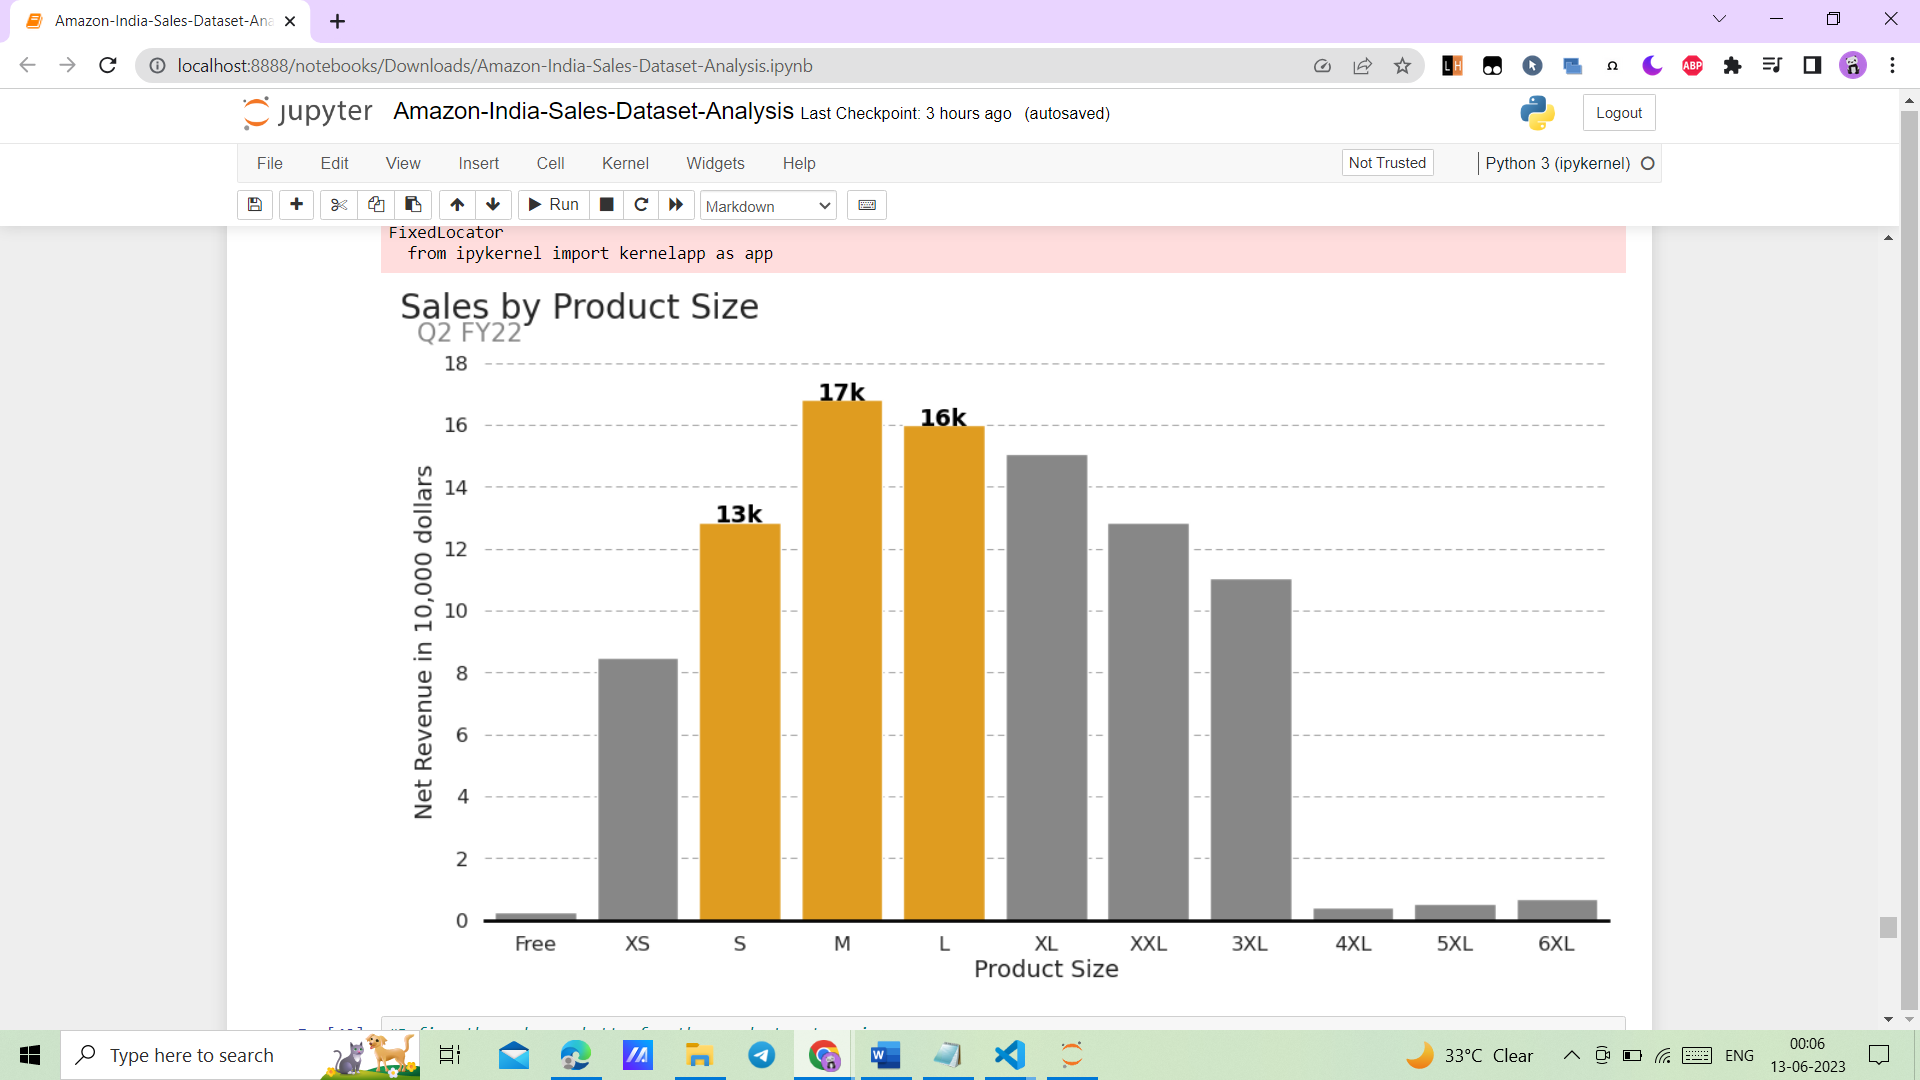 Amazon-India-Sales-Dataset-Ana
localhost:8888/notebooks/Downloads/Amazon-India-Sales-Dataset-Analysis.ipynb
LH
ABP
jupyter Amazon-India-Sales-Dataset-Analysis Last Checkpoint: 3 hours ago (autosaved)
Logout
File Edit View Insert Cell Kernel Widgets Help
Not Trusted
Python 3 (ipykernel)
Run
Markdown
FixedLocator
from ipykernel import kernelapp as app
Sales by Product Size
Q2 FY22
18
16
14
12
10
8
6
4
2
0
Net Revenue in 10,000 dollars
13k
17k
16k
Free XS S M L XL XXL 3XL 4XL 5XL 6XL
Product Size
Type here to search
33°C Clear
ENG
00:06
13-06-2023